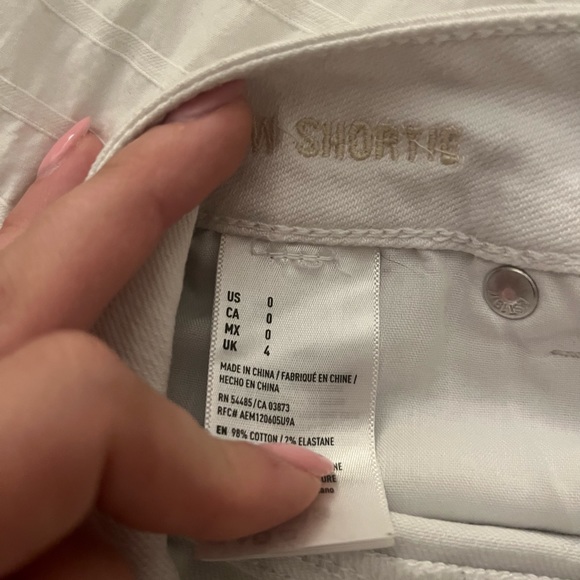 W SHORTIE
US 0
CA 0
MX 0
UK 4
MADE IN CHINA / FABRIQUÉ EN CHINE /
HECHO EN CHINA
RN 54485/CA 03873
RFC# AEM120605U9A
EN 98% COTTON / 2% ELASTANE